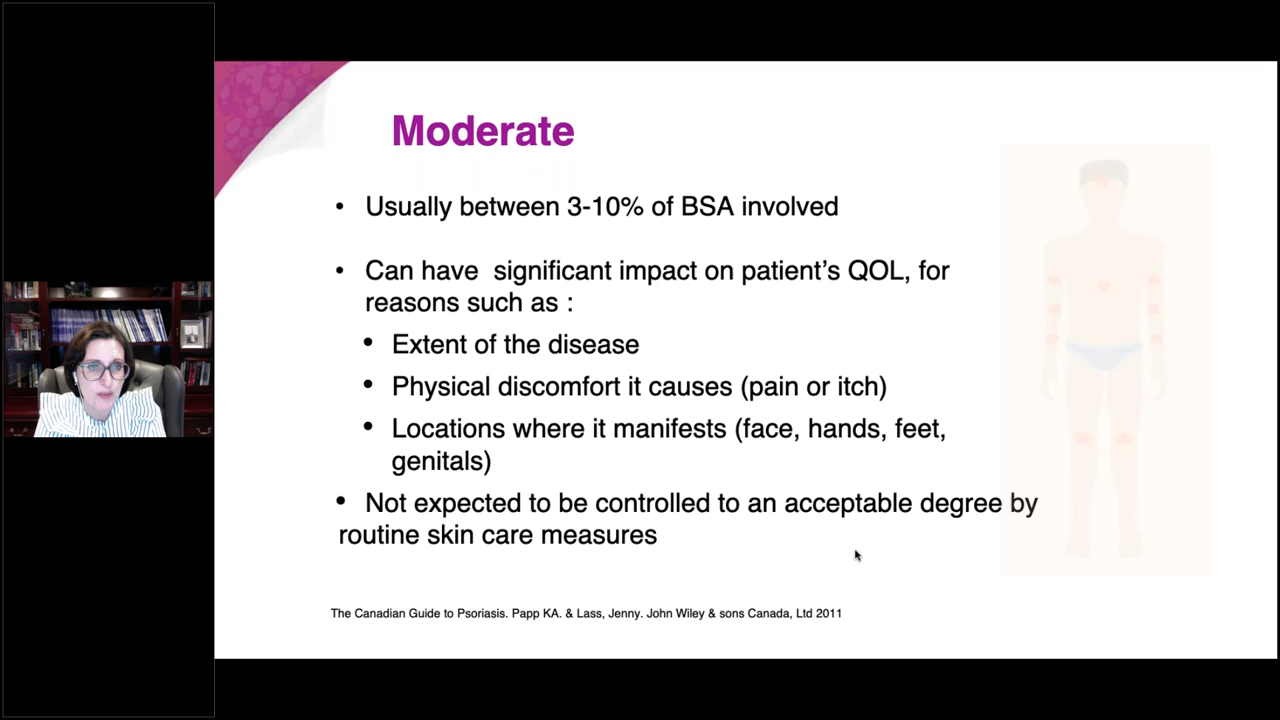 Moderate
• Usually between 3-10% of BSA involved
• Can have  significant impact on patient’s QOL, for
reasons such as :
• Extent of the disease
• Physical discomfort it causes (pain or itch)
• Locations where it manifests (face, hands, feet,
genitals)
• Not expected to be controlled to an acceptable degree by
routine skin care measures
The Canadian Guide to Psoriasis. Papp KA. & Lass, Jenny. John Wiley & sons Canada, Ltd 2011